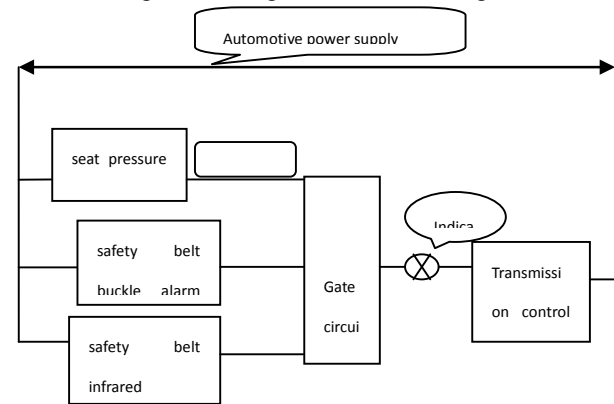 Automotive power supply
seat pressure
safety belt
buckle alarm
safety belt
infrared
Gate
circui
Indica
Transmissi
on control